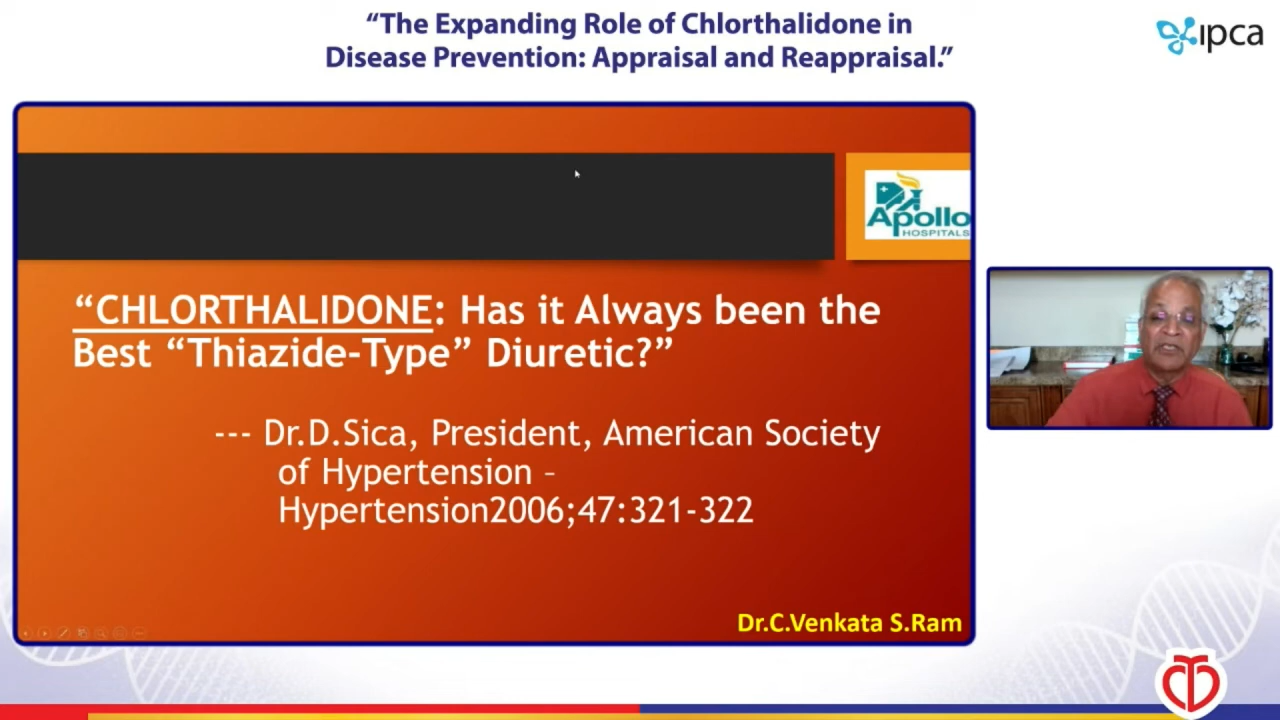 “The Expanding Role of Chlorthalidone in
Disease Prevention: Appraisal and Reappraisal.”
ipca
Apollo
HOSPITALS
“CHLORTHALIDONE: Has it Always been the
Best “Thiazide-Type” Diuretic?”
--- Dr.D.Sica, President, American Society
of Hypertension –
Hypertension2006;47:321-322
Dr.C.Venkata S.Ram